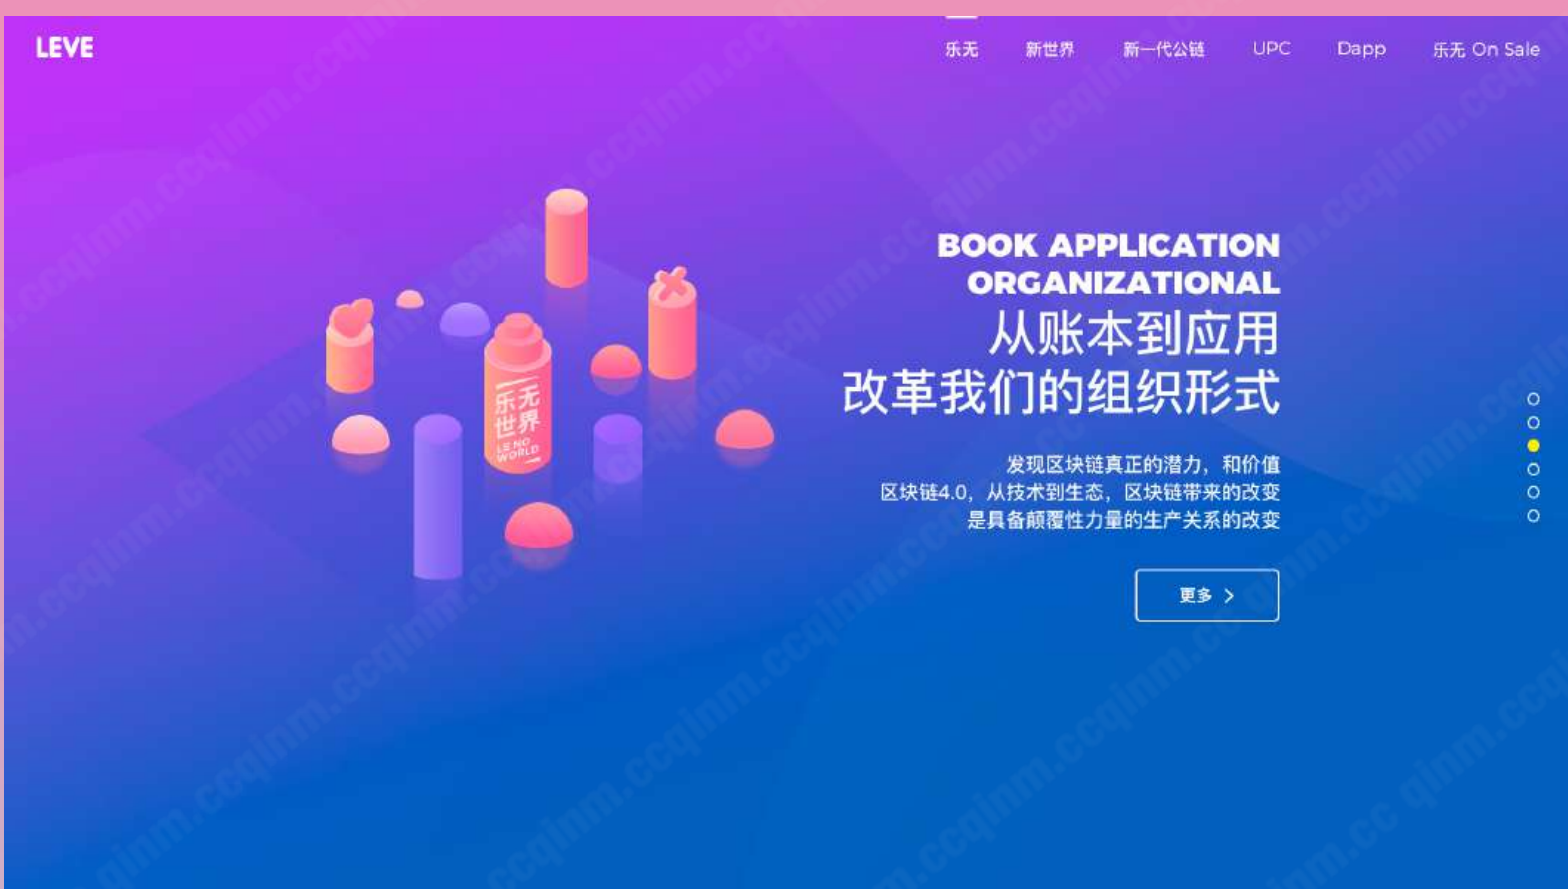 LEVE
乐无
新世界
新一代公链
UPC
Dapp
乐无 On Sale
BOOK APPLICATION
ORGANIZATIONAL
从账本到应用
改革我们的组织形式
乐无
世界
LE NO
WORLD
发现区块链真正的潜力，和价值
区块链4.0，从技术到生态，区块链带来的改变
是具备颠覆性力量的生产关系的改变
更多
qinm.cc